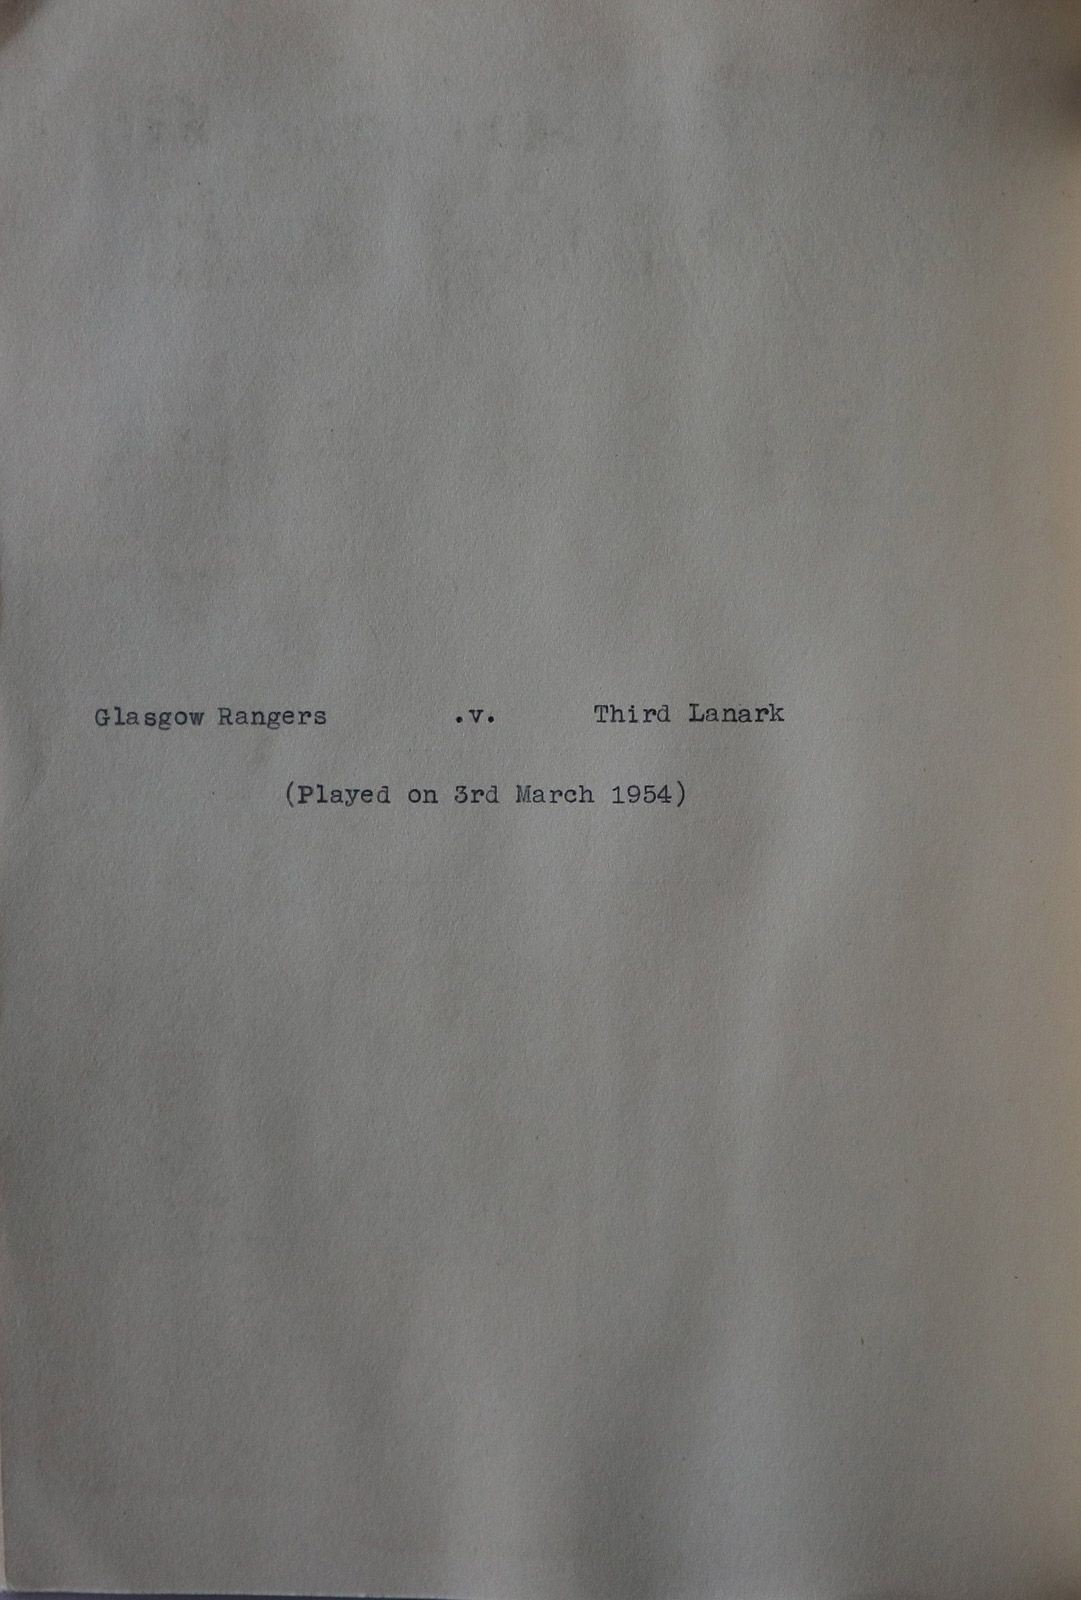 Glasgow Rangers .v. Third Lanark
(Played on 3rd March 1954)